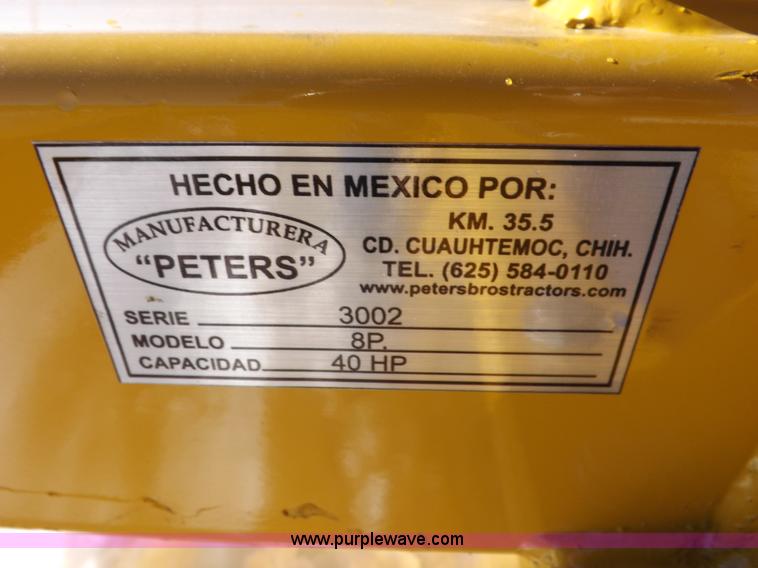 HECHO EN MEXICO POR:
MANUFACTURERA
"PETERS"
KM. 35.5
CD. CUAUHTEMOC, CHIH.
TEL. (625) 584-0110
www.petersbrostractors.com
SERIE 3002
MODELO 8P.
CAPACIDAD 40 HP
www.purplewave.com